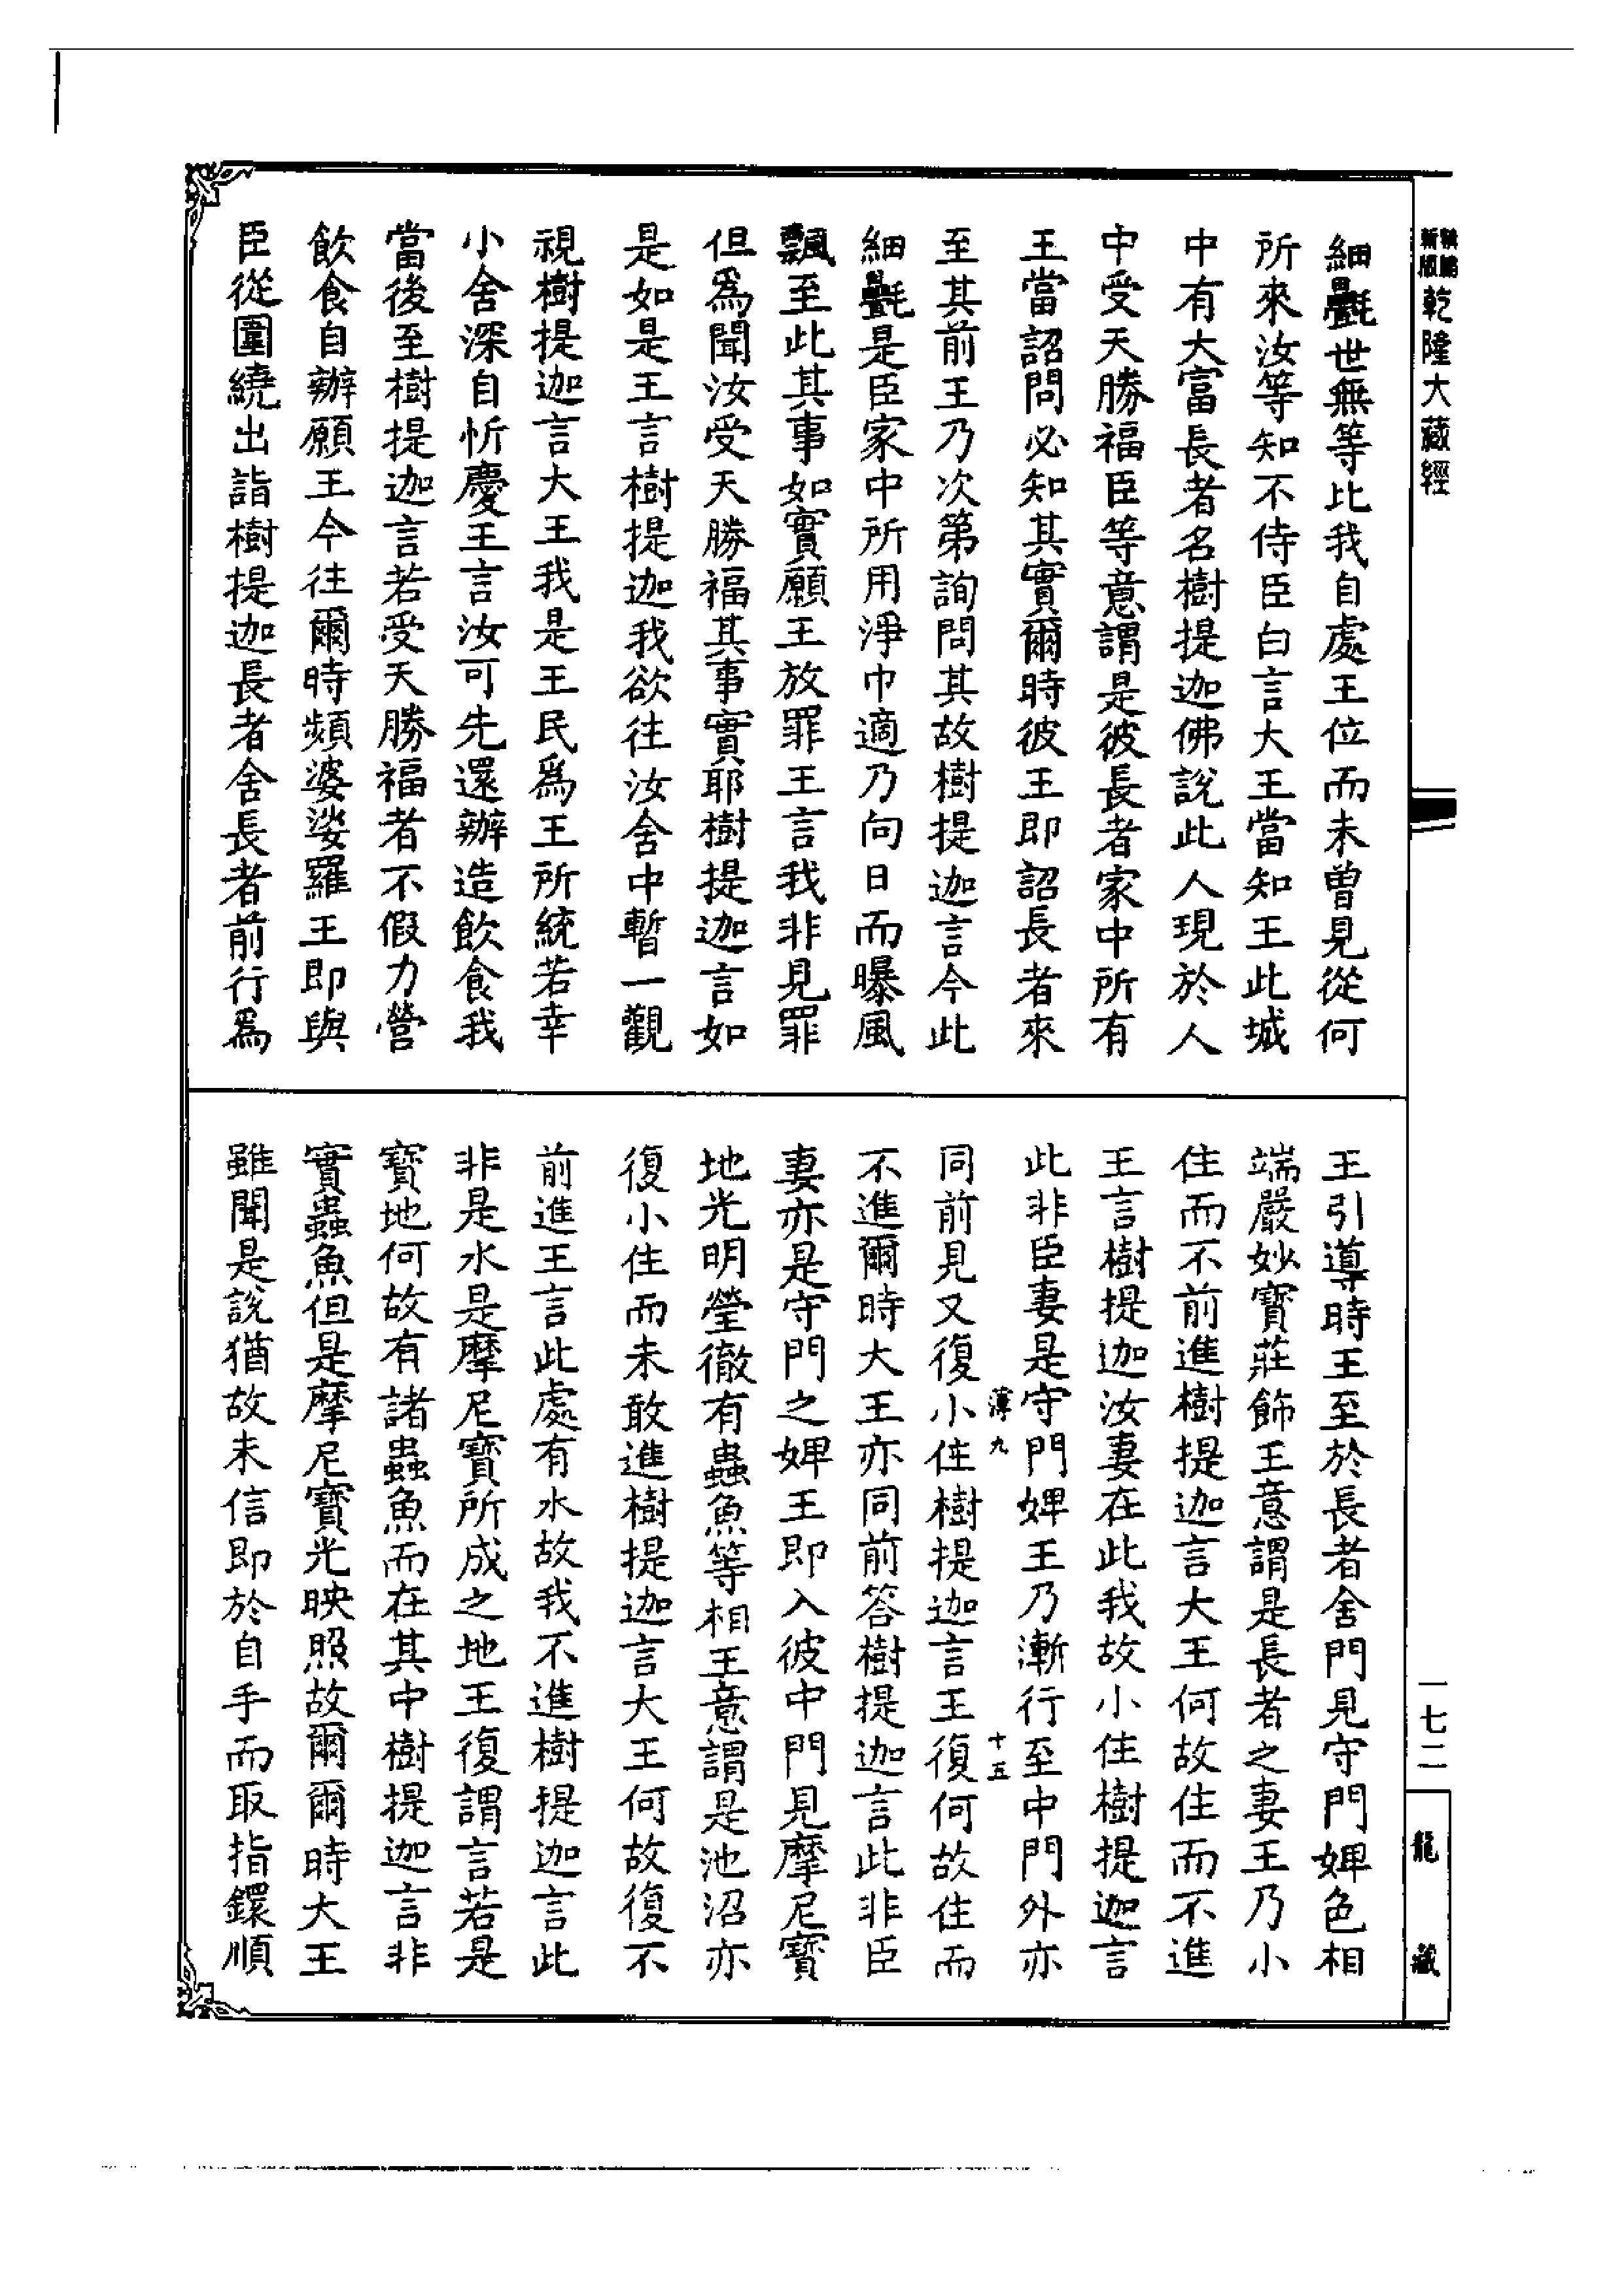 新版
乾隆大藏經
細㲲世無等比我自處王位而未曾見從何
所來汝等知不侍臣白言大王當知王此城
中有大富長者名樹提迦佛說此人現於人
中受天勝福臣等意謂是彼長者家中所有
王當詔問必知其實爾時彼王即詔長者來
至其前王乃次第詢問其故樹提迦言今此
細㲲是臣家中所用淨巾適乃向日而曝風
飄至此其事如實願王放罪王言我非見罪
但為聞汝受天勝福其事實耶樹提迦言如
是如是王言樹提迦我欲往汝舍中暫一觀
視樹提迦言大王我是王民為王所統若幸
小舍深自忻慶王言汝可先還辦造飲食我
當後至樹提迦言若受天勝福者不假力營
飲食自辦願王今往爾時頻婆娑羅王即與
臣從圍繞出詣樹提迦長者舍長者前行為
王引導時王至於長者舍門見守門婢色相
端嚴妙寶莊飾王意謂是長者之妻王乃小
住而不前進樹提迦言大王何故住而不進
王言樹提迦汝妻在此我故小住樹提迦言
此非臣妻是守門婢王乃漸行至中門外亦
薄九
十五
同前見又復小住樹提迦言王復何故住而
不進爾時大王亦同前答樹提迦言此非臣
妻亦是守門之婢王即入彼中門見摩尼寶
地光明瑩徹有蟲魚等相王意謂是池沼亦
復小住而未敢進樹提迦言大王何故復不
前進王言此處有水故我不進樹提迦言此
非是水是摩尼寶所成之地王復謂言若是
寶地何故有諸蟲魚而在其中樹提迦言非
實蟲魚但是摩尼寶光映照故爾爾時大王
雖聞是說猶故未信即於自手而取指鐶順
一七二
龍藏